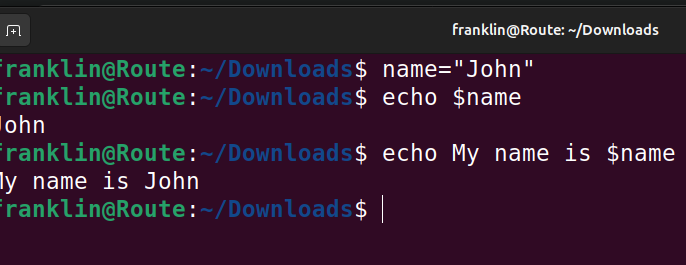 franklin@Route: ~/Downloads
franklin@Route:~/Downloads$ name="John"
franklin@Route:~/Downloads$ echo $name
John
franklin@Route:~/Downloads$ echo My name is $name
My name is John
franklin@Route:~/Downloads$